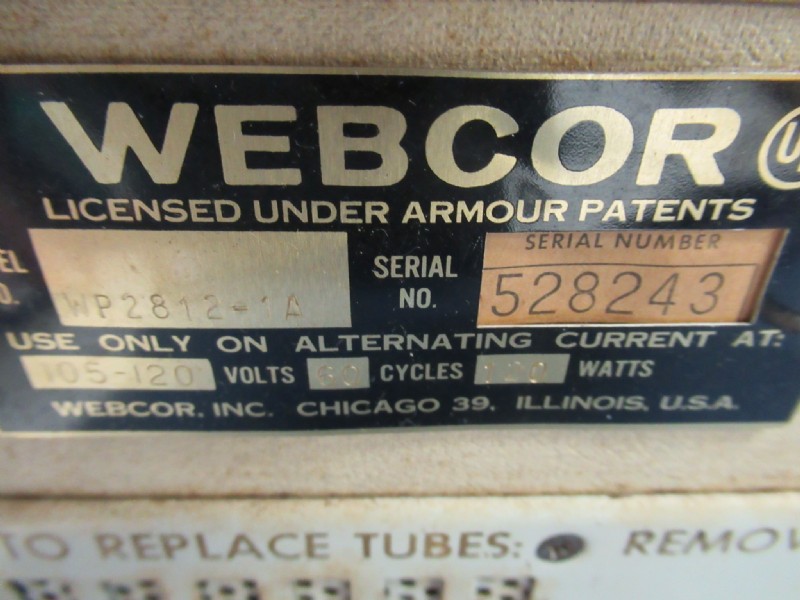 WEBCOR
LICENSED UNDER ARMOUR PATENTS
WP2812-1A SERIAL NO. SERIAL NUMBER 528243
USE ONLY ON ALTERNATING CURRENT AT:
105-120 VOLTS 60 CYCLES WATTS
WEBCOR, INC. CHICAGO 39, ILLINOIS, U.S.A.
TO REPLACE TUBES: